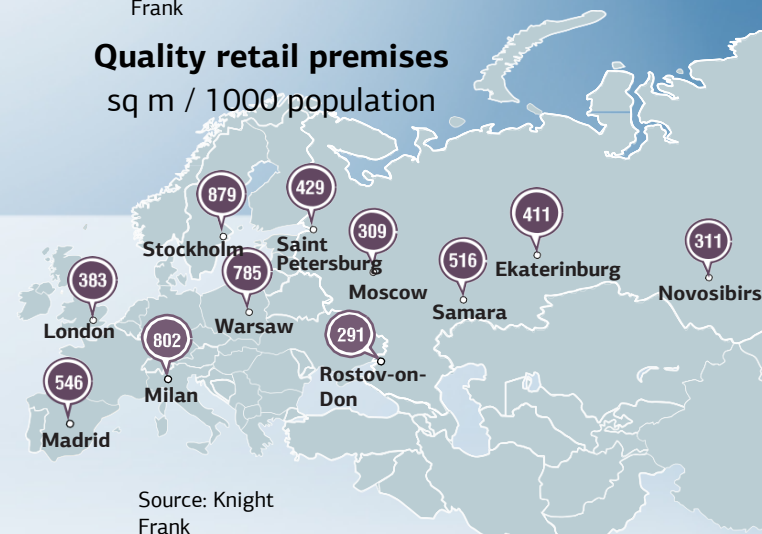 Frank
Quality retail premises
sq m / 1000 population
879
Stockholm
429
Saint
Petersburg
309
Moscow
411
Ekaterinburg
311
Novosibirs
516
Samara
785
Warsaw
383
London
802
Milan
291
Rostov-on-
Don
546
Madrid
Source: Knight
Frank